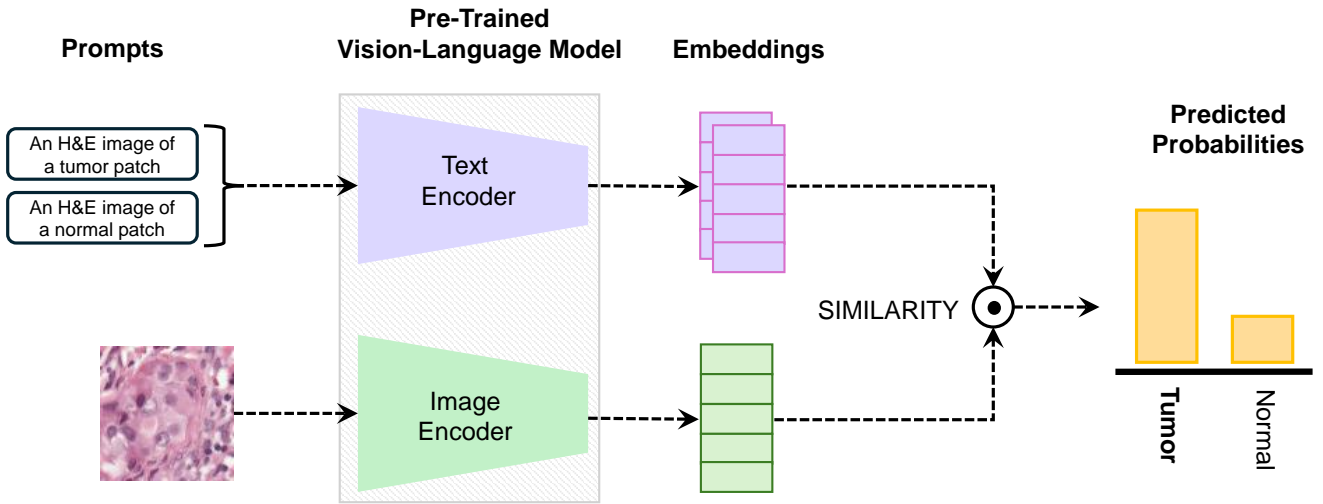 Prompts
Pre-Trained
Vision-Language Model
Embeddings
An H&E image of
a tumor patch
An H&E image of
a normal patch
Text
Encoder
Image
Encoder
SIMILARITY
Predicted
Probabilities
Tumor
Normal